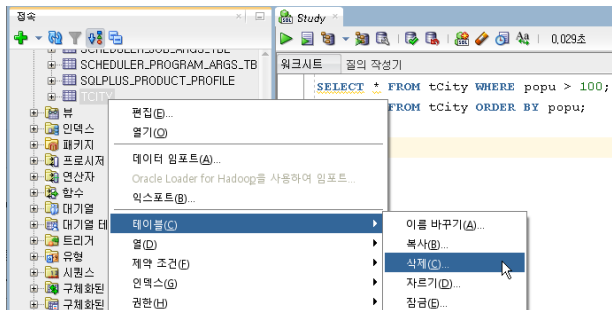 접속
Study
0,029초
워크시트 질의 작성기
SCHEDULER_JOB_ARGS_TBL
SCHEDULER_PROGRAM_ARGS_TB
SQLPLUS_PRODUCT_PROFILE
TCITY
SELECT * FROM tCity WHERE popu > 100;
FROM tCity ORDER BY popu;
뷰
인덱스
패키지
프로시저
연산자
함수
대기열
대기열 테
트리거
유형
시퀀스
구체화된
구체화된
편집(E)...
열기(O)
데이터 임포트(A)...
Oracle Loader for Hadoop를 사용하여 임포트...
익스포트(B)...
테이블(C)
열(D)
제약 조건(F)
인덱스(G)
권한(H)
이름 바꾸기(A)...
복사(B)...
삭제(C)...
자르기(D)...
잠금(E)...